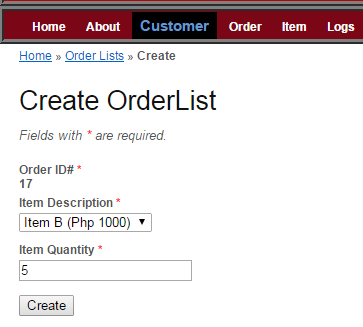 Home About Customer Order Item Logs
Home » Order Lists » Create
Create OrderList
Fields with * are required.
Order ID# *
17
Item Description *
Item B (Php 1000)
Item Quantity *
5
Create